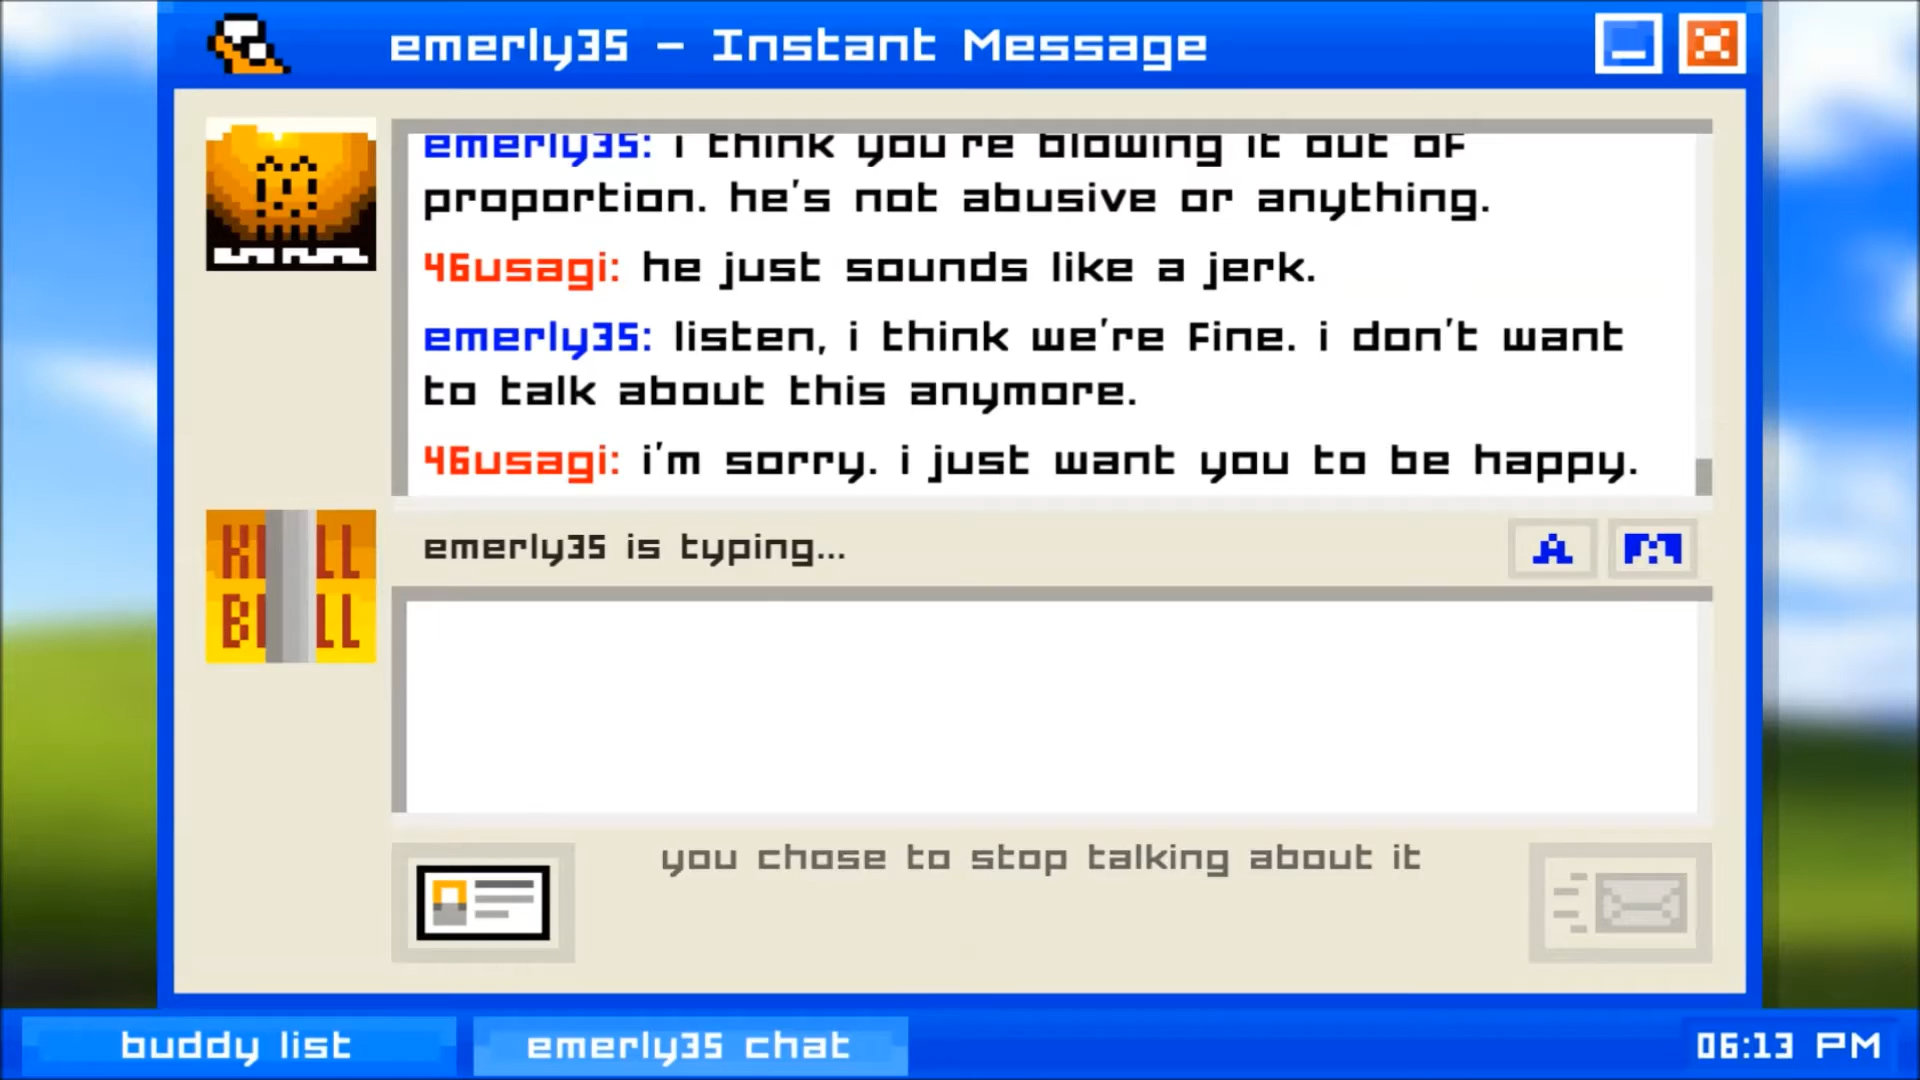 emerly35 - Instant Message
emerly35: i think you're blowing it out of
proportion. he's not abusive or anything.
46usagi: he just sounds like a jerk.
emerly35: listen, i think we're fine. i don't want
to talk about this anymore.
46usagi: i'm sorry. i just want you to be happy.
KILL
BILL
emerly35 is typing...
A
you chose to stop talking about it
buddy list
emerly35 chat
06:13 PM